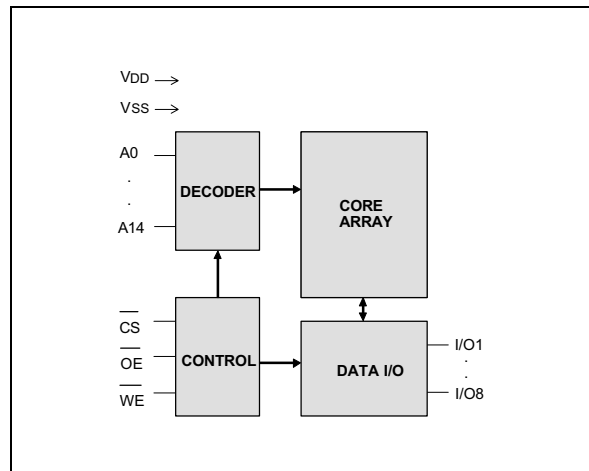 VDD
VSS
A0
.
.
A14
DECODER
CORE
ARRAY
CS
OE
WE
CONTROL
DATA I/O
I/O1
.
.
I/O8